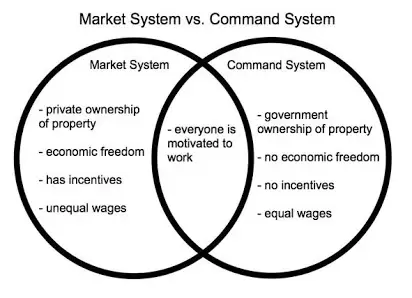 Market System vs. Command System
Market System
- private ownership
of property
- economic freedom
- has incentives
- unequal wages
- everyone is
motivated to
work
Command System
- government
ownership of property
- no economic freedom
- no incentives
- equal wages